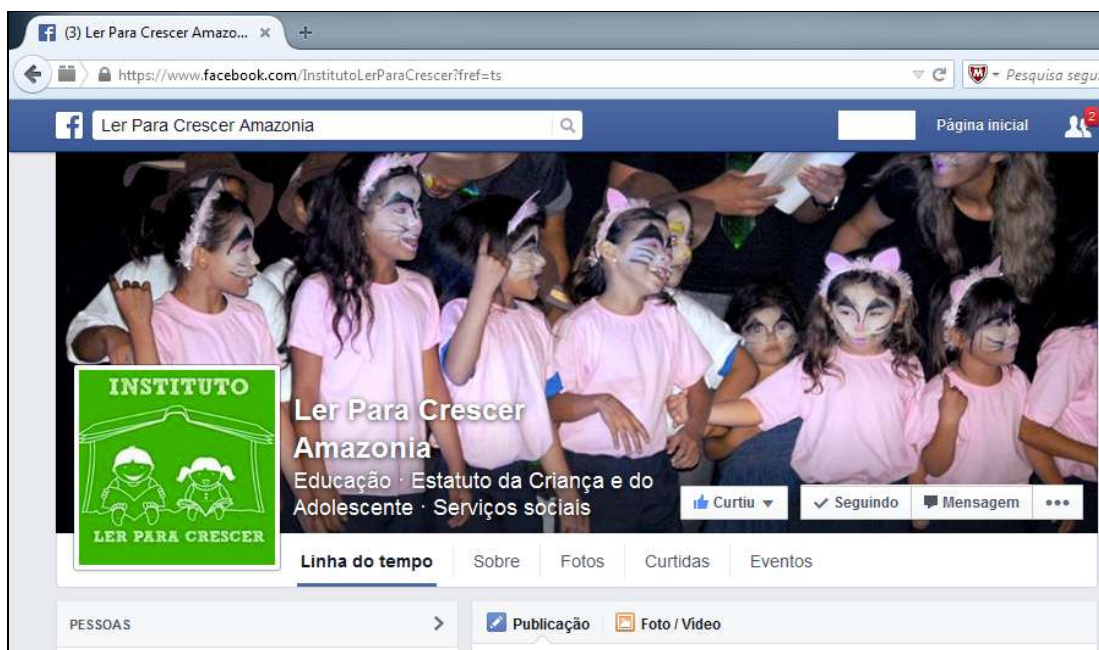 (3) Ler Para Crescer Amazo...
https://www.facebook.com/InstitutoLerParaCrescer?fref=ts
Pesquisa segu
Ler Para Crescer Amazonia
Página inicial
2
INSTITUTO
LER PARA CRESCER
Ler Para Crescer
Amazonia
Educação · Estatuto da Criança e do
Adolescente · Serviços sociais
Curtiu
Seguindo
Mensagem
Linha do tempo
Sobre
Fotos
Curtidas
Eventos
PESSOAS
Publicação
Foto / Vídeo